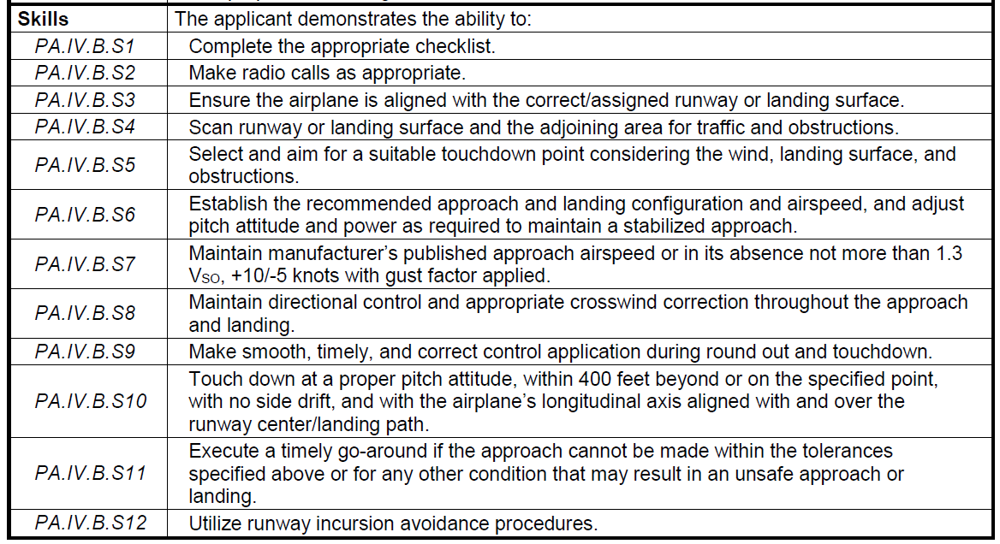 Skills The applicant demonstrates the ability to:
PA.IV.B.S1 Complete the appropriate checklist.
PA.IV.B.S2 Make radio calls as appropriate.
PA.IV.B.S3 Ensure the airplane is aligned with the correct/assigned runway or landing surface.
PA.IV.B.S4 Scan runway or landing surface and the adjoining area for traffic and obstructions.
PA.IV.B.S5 Select and aim for a suitable touchdown point considering the wind, landing surface, and
obstructions.
PA.IV.B.S6 Establish the recommended approach and landing configuration and airspeed, and adjust
pitch attitude and power as required to maintain a stabilized approach.
PA.IV.B.S7 Maintain manufacturer’s published approach airspeed or in its absence not more than 1.3
VSO, +10/-5 knots with gust factor applied.
PA.IV.B.S8 Maintain directional control and appropriate crosswind correction throughout the approach
and landing.
PA.IV.B.S9 Make smooth, timely, and correct control application during round out and touchdown.
PA.IV.B.S10 Touch down at a proper pitch attitude, within 400 feet beyond or on the specified point,
with no side drift, and with the airplane’s longitudinal axis aligned with and over the
runway center/landing path.
PA.IV.B.S11 Execute a timely go-around if the approach cannot be made within the tolerances
specified above or for any other condition that may result in an unsafe approach or
landing.
PA.IV.B.S12 Utilize runway incursion avoidance procedures.